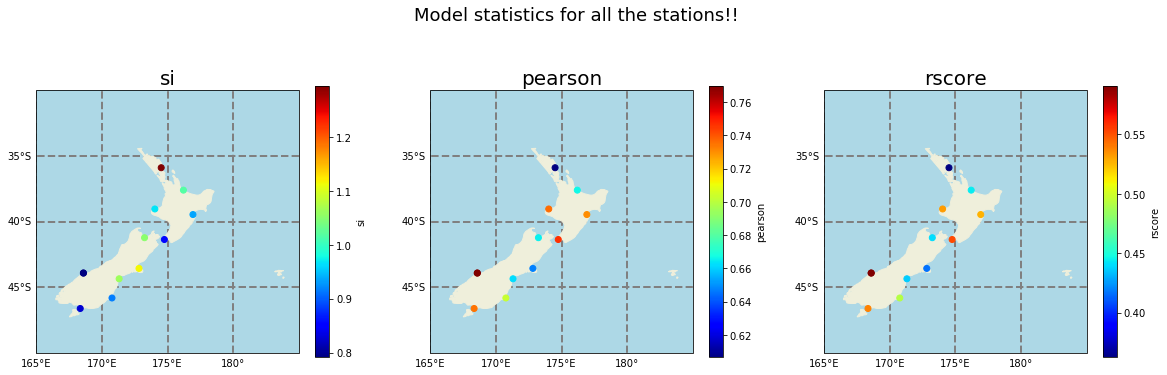 Model statistics for all the stations!!
si
35°S
40°S
45°S
165°E 170°E 175°E 180°
1.2
1.1
1.0
0.9
0.8
si
pearson
35°S
40°S
45°S
165°E 170°E 175°E 180°
0.76
0.74
0.72
0.70
0.68
0.66
0.64
0.62
pearson
rscore
35°S
40°S
45°S
165°E 170°E 175°E 180°
0.55
0.50
0.45
0.40
rscore